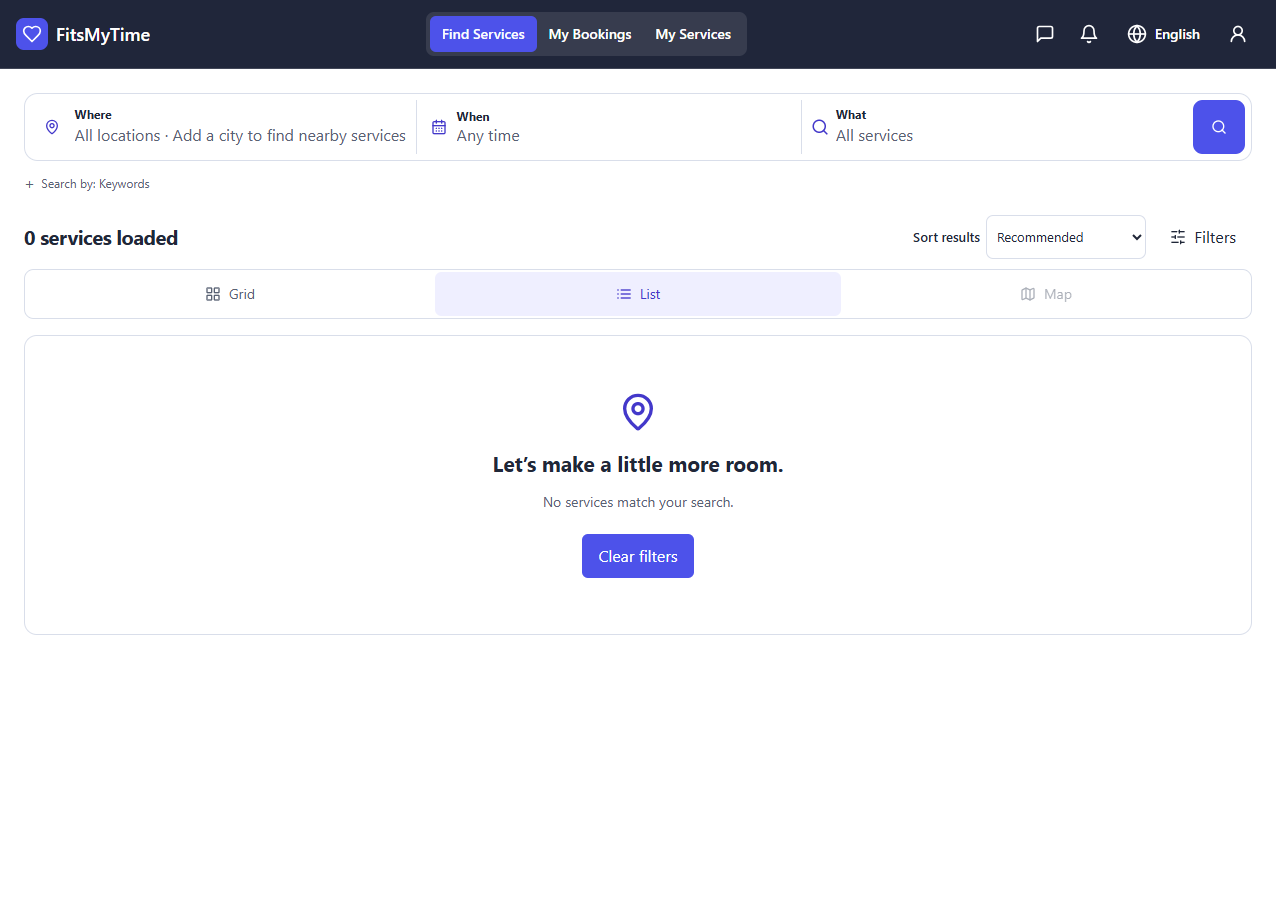 FitsMyTime
Find Services
My Bookings
My Services
English
Where
All locations · Add a city to find nearby services
When
Any time
What
All services
+ Search by: Keywords
0 services loaded
Sort results
Recommended
Filters
Grid
List
Map
Let’s make a little more room.
No services match your search.
Clear filters